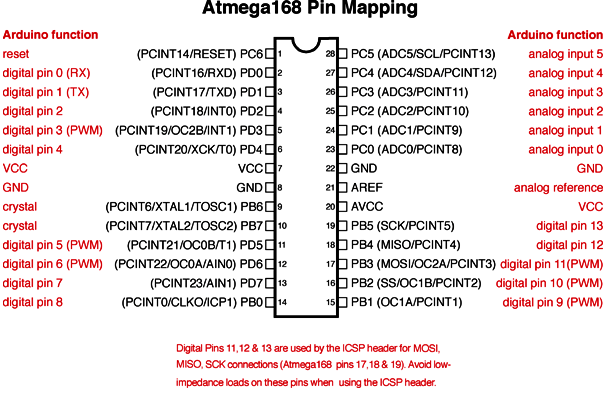 Atmega168 Pin Mapping
Arduino function Arduino function
reset (PCINT14/RESET) PC6 1 28 PC5 (ADC5/SCL/PCINT13) analog input 5
digital pin 0 (RX) (PCINT16/RXD) PD0 2 27 PC4 (ADC4/SDA/PCINT12) analog input 4
digital pin 1 (TX) (PCINT17/TXD) PD1 3 26 PC3 (ADC3/PCINT11) analog input 3
digital pin 2 (PCINT18/INT0) PD2 4 25 PC2 (ADC2/PCINT10) analog input 2
digital pin 3 (PWM) (PCINT19/OC2B/INT1) PD3 5 24 PC1 (ADC1/PCINT9) analog input 1
digital pin 4 (PCINT20/XCK/T0) PD4 6 23 PC0 (ADC0/PCINT8) analog input 0
VCC VCC 7 22 GND GND
GND GND 8 21 AREF analog reference
crystal (PCINT6/XTAL1/TOSC1) PB6 9 20 AVCC VCC
crystal (PCINT7/XTAL2/TOSC2) PB7 10 19 PB5 (SCK/PCINT5) digital pin 13
digital pin 5 (PWM) (PCINT21/OC0B/T1) PD5 11 18 PB4 (MISO/PCINT4) digital pin 12
digital pin 6 (PWM) (PCINT22/OC0A/AIN0) PD6 12 17 PB3 (MOSI/OC2A/PCINT3) digital pin 11(PWM)
digital pin 7 (PCINT23/AIN1) PD7 13 16 PB2 (SS/OC1B/PCINT2) digital pin 10 (PWM)
digital pin 8 (PCINT0/CLKO/ICP1) PB0 14 15 PB1 (OC1A/PCINT1) digital pin 9 (PWM)
Digital Pins 11,12 & 13 are used by the ICSP header for MOSI,
MISO, SCK connections (Atmega168 pins 17,18 & 19). Avoid low-
impedance loads on these pins when using the ICSP header.